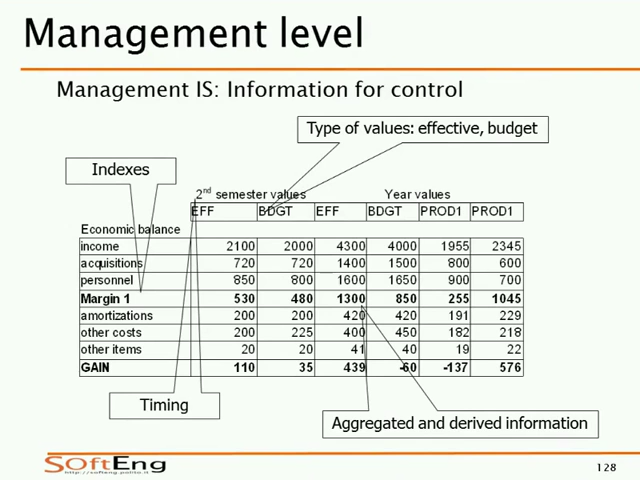 Management level
Management IS: Information for control
Type of values: effective, budget
Indexes
2nd semester values Year values
EFF BDGT EFF BDGT PROD1 PROD1
Economic balance
income 2100 2000 4300 4000 1955 2345
acquisitions 720 720 1400 1500 800 600
personnel 850 800 1600 1650 900 700
Margin 1 530 480 1300 850 255 1045
amortizations 200 200 420 420 191 229
other costs 200 225 400 450 182 218
other items 20 20 41 40 19 22
GAIN 110 35 439 -60 -137 576
Timing
Aggregated and derived information
SOftEng
http://softeng.polito.it
128